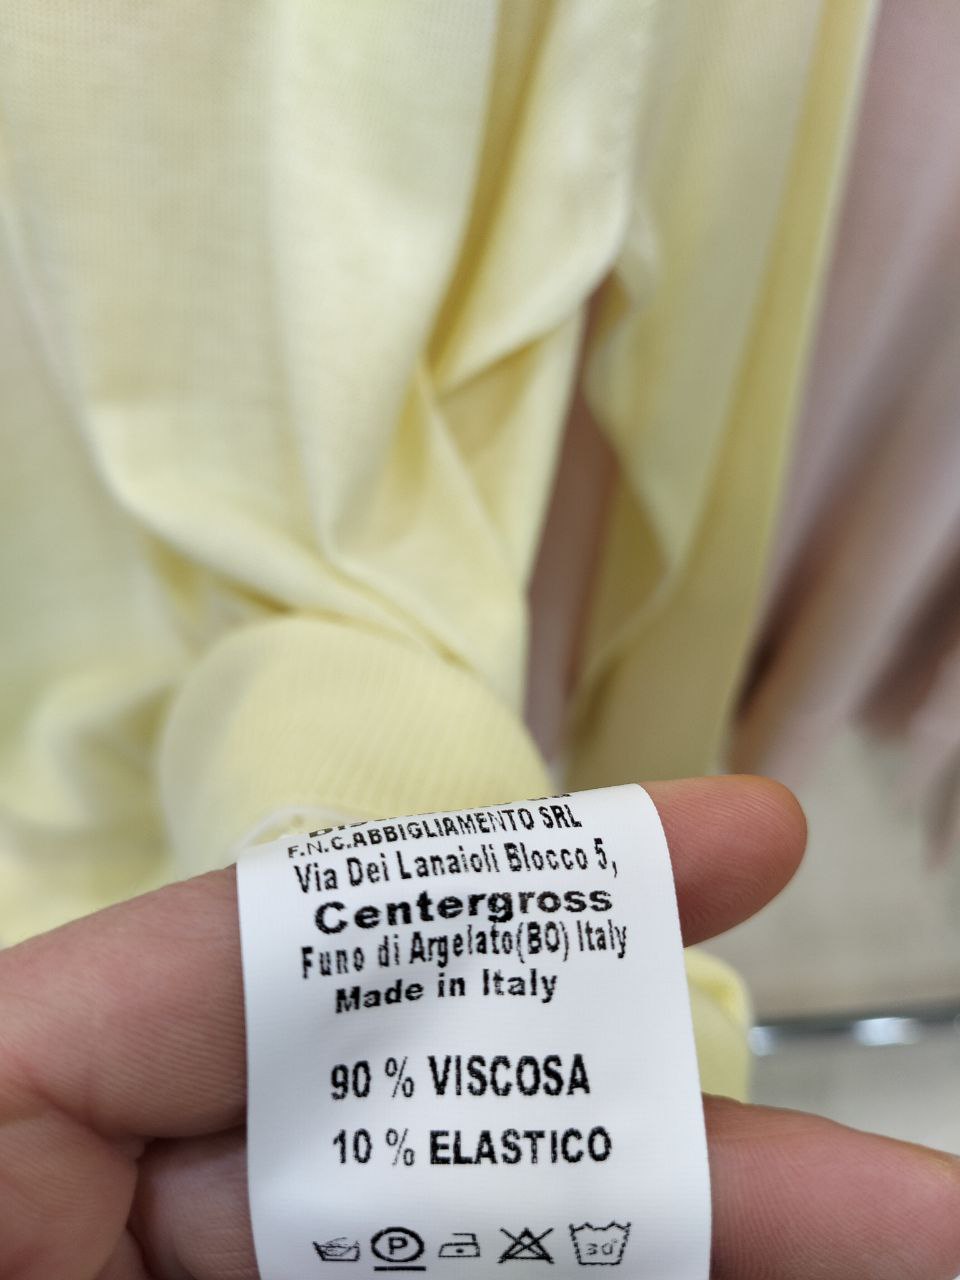 F.N.C.ABBIGLIAMENTO SRL
Via Dei Lanaioli Blocco 5,
Centergross
Funo di Argelato(BO) Italy
Made in Italy
90 % VISCOSA
10 % ELASTICO
P 30°